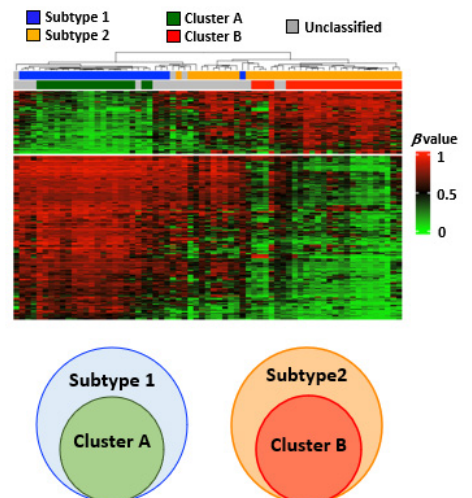 Subtype 1
Cluster A
Unclassified
Subtype 2
Cluster B
βvalue
1
0.5
0
Subtype 1
Subtype2
Cluster A
Cluster B